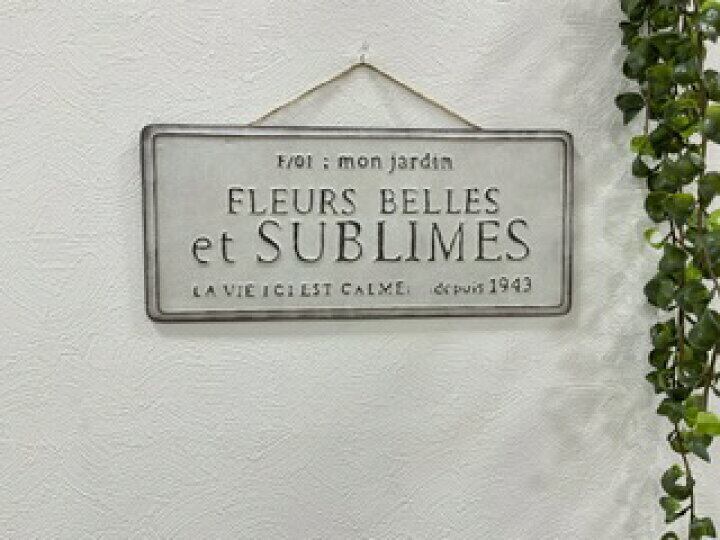 F/01 : mon jardin
FLEURS BELLES
et SUBLIMES
LA VIE ICI EST CALME: depuis 1943